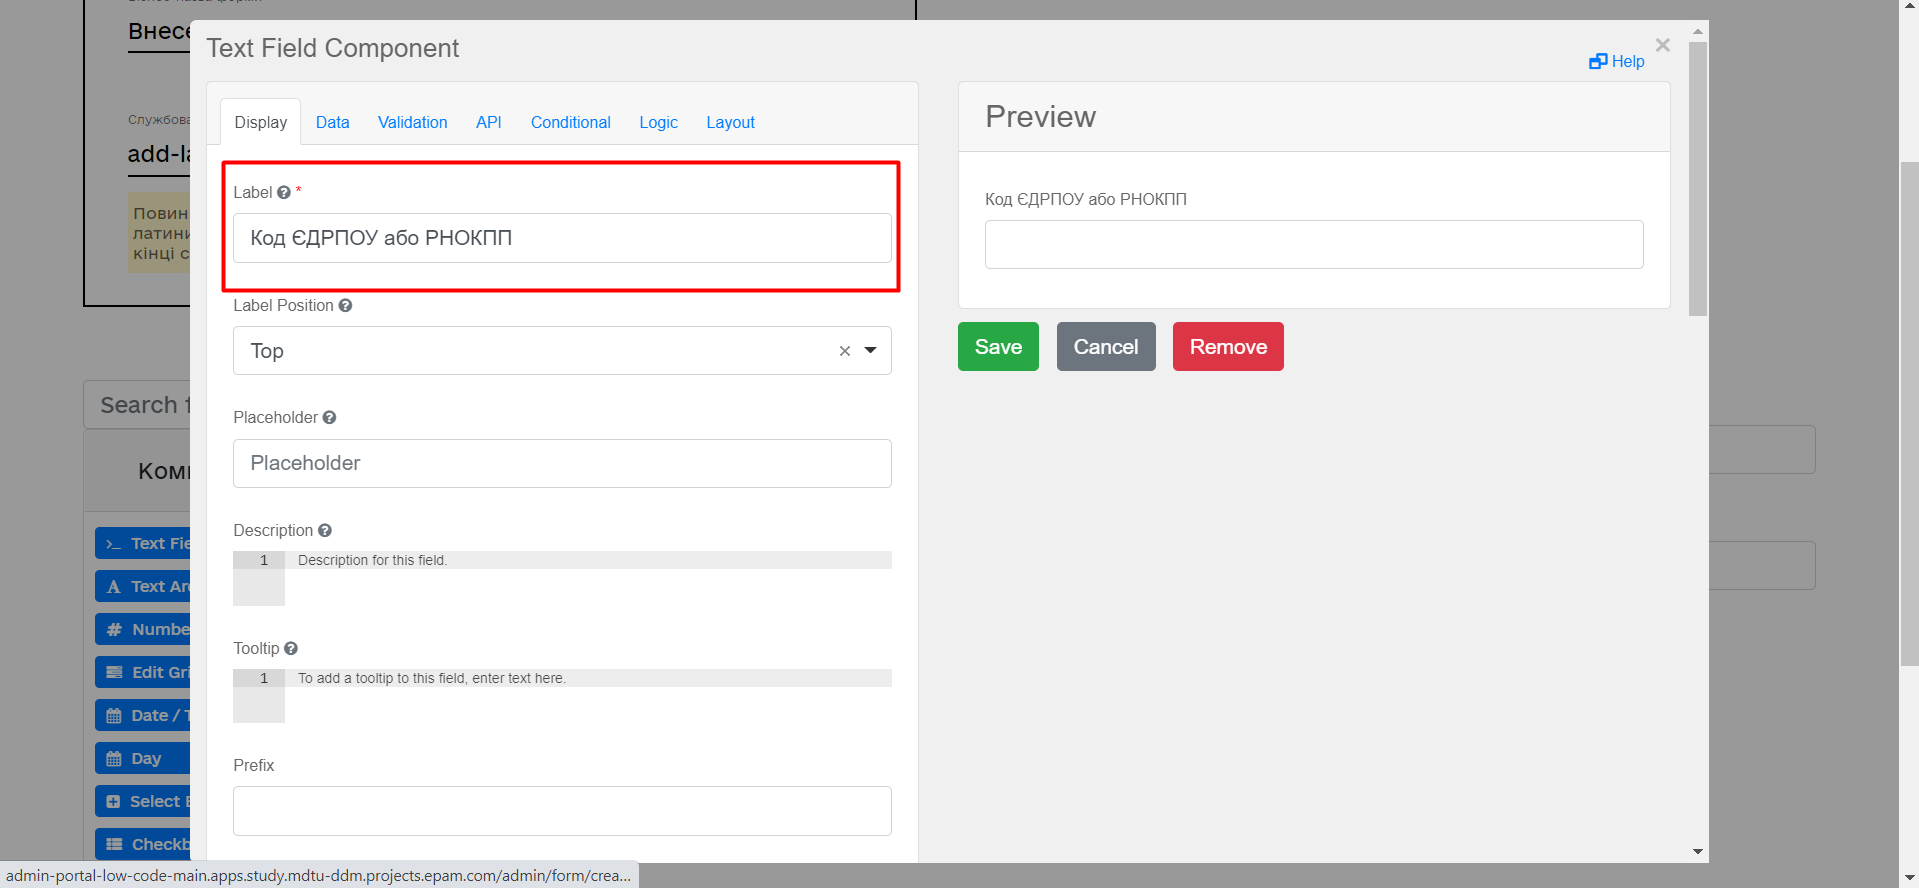 Внесе
Службова
add-la
Повин
латини
кінці с
Search f
Text Field Component
Help
Display
Data
Validation
API
Conditional
Logic
Layout
Label *
Код ЄДРПОУ або РНОКПП
Label Position
Top
Placeholder
Placeholder
Description
1 Description for this field.
Tooltip
1 To add a tooltip to this field, enter text here.
Prefix
Preview
Код ЄДРПОУ або РНОКПП
Save
Cancel
Remove
Text Fie
Text Are
Numbe
Edit Gri
Date / T
Day
Select
Checkb
admin-portal-low-code-main.apps.study.mdtu-ddm.projects.epam.com/admin/form/crea...